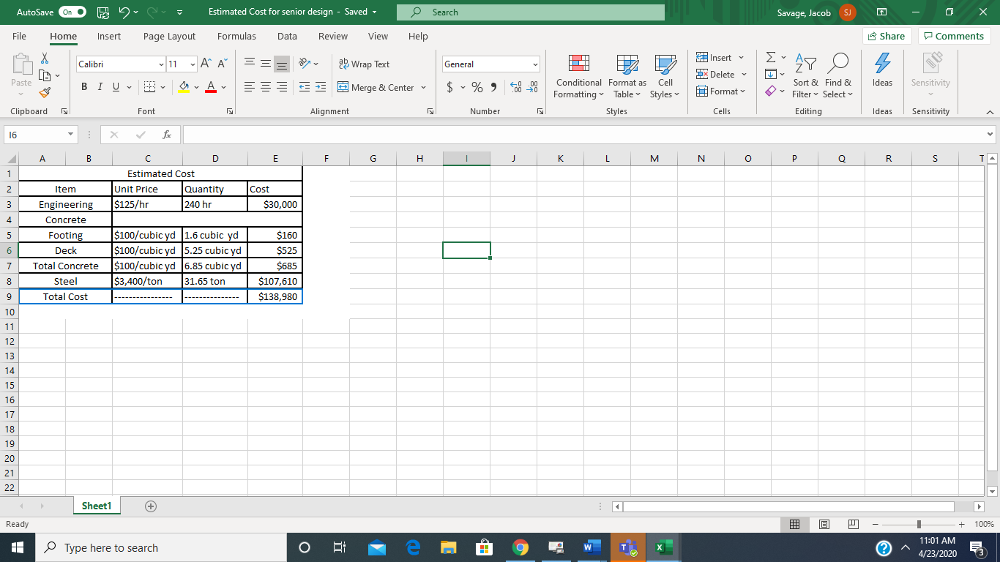 AutoSave On Estimated Cost for senior design - Saved Search Savage, Jacob SJ
File Home Insert Page Layout Formulas Data Review View Help Share Comments
Paste Calibri 11 A A ab Wrap Text General Conditional Formatting Format as Table Cell Styles Insert Σ Sort & Filter Find & Select Ideas Sensitivity
B I U A Merge & Center $ % Delete
Format
Clipboard Font Alignment Number Styles Cells Editing Ideas Sensitivity
I6 fx
A B C D E F G H I J K L M N O P Q R S T
1 Estimated Cost
2 Item Unit Price Quantity Cost
3 Engineering $125/hr 240 hr $30,000
4 Concrete
5 Footing $100/cubic yd 1.6 cubic yd $160
6 Deck $100/cubic yd 5.25 cubic yd $525
7 Total Concrete $100/cubic yd 6.85 cubic yd $685
8 Steel $3,400/ton 31.65 ton $107,610
9 Total Cost ---------------- --------------- $138,980
10
11
12
13
14
15
16
17
18
19
20
21
22
Sheet1
Ready 100%
Type here to search 11:01 AM
4/23/2020 3